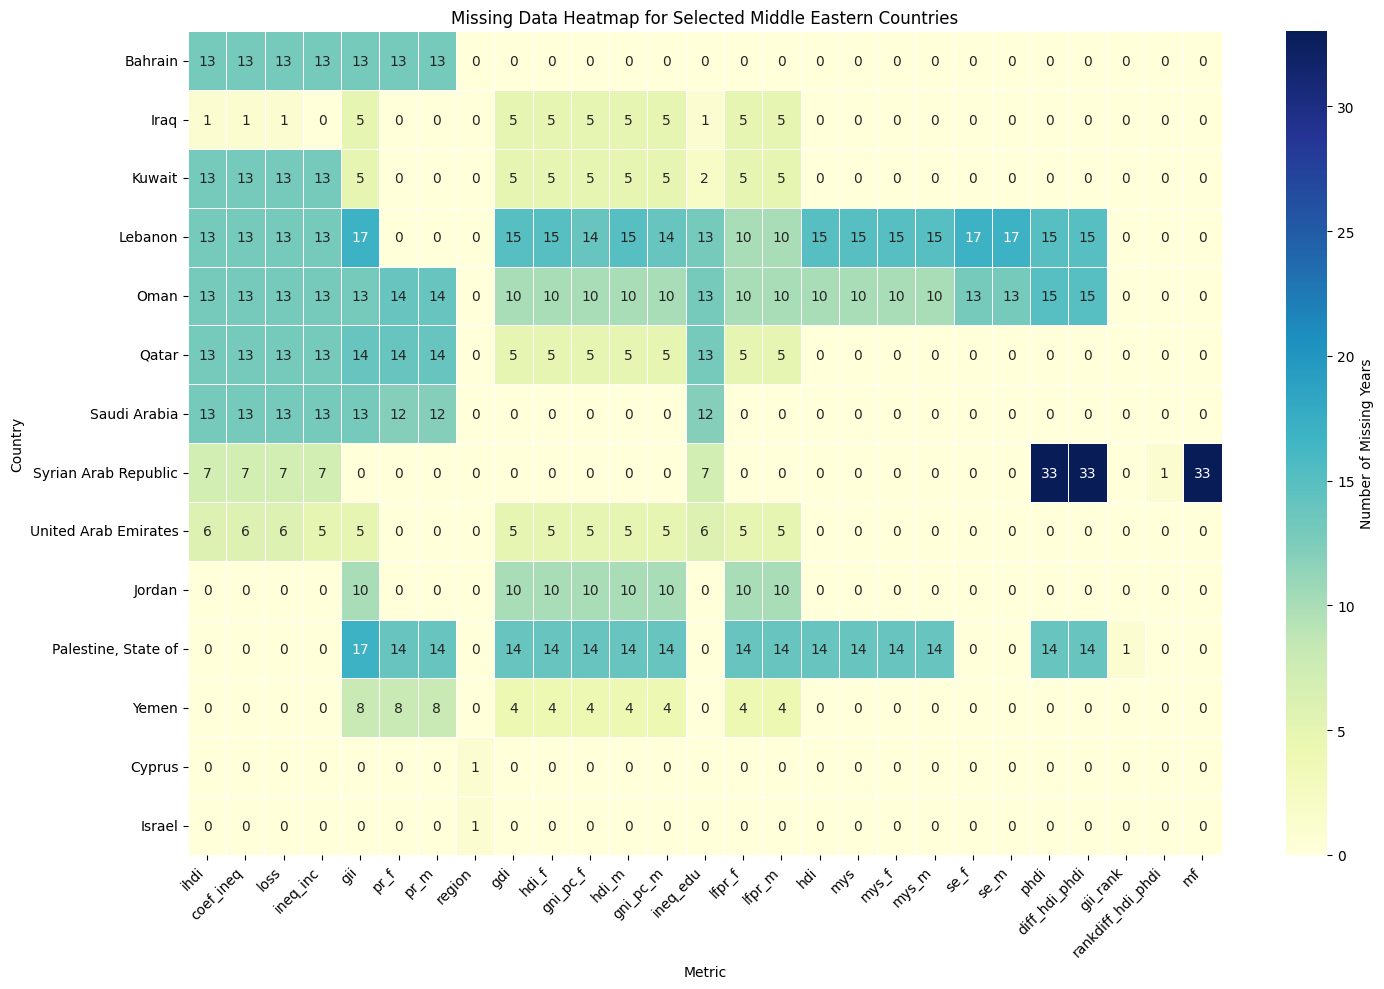 Missing Data Heatmap for Selected Middle Eastern Countries
Country
Bahrain 13 13 13 13 13 13 13 0 0 0 0 0 0 0 0 0 0 0 0 0 0 0 0 0 0 0 0
Iraq 1 1 1 0 5 0 0 0 5 5 5 5 5 1 5 5 0 0 0 0 0 0 0 0 0 0 0
Kuwait 13 13 13 13 5 0 0 0 5 5 5 5 5 2 5 5 0 0 0 0 0 0 0 0 0 0 0
Lebanon 13 13 13 13 17 0 0 0 15 15 14 15 14 13 10 10 15 15 15 15 17 17 15 15 0 0 0
Oman 13 13 13 13 13 14 14 0 10 10 10 10 10 13 10 10 10 10 10 10 13 13 15 15 0 0 0
Qatar 13 13 13 13 14 14 14 0 5 5 5 5 5 13 5 5 0 0 0 0 0 0 0 0 0 0 0
Saudi Arabia 13 13 13 13 13 12 12 0 0 0 0 0 0 12 0 0 0 0 0 0 0 0 0 0 0 0 0
Syrian Arab Republic 7 7 7 7 0 0 0 0 0 0 0 0 0 7 0 0 0 0 0 0 0 0 33 33 0 1 33
United Arab Emirates 6 6 6 5 5 0 0 0 5 5 5 5 5 6 5 5 0 0 0 0 0 0 0 0 0 0 0
Jordan 0 0 0 0 10 0 0 0 10 10 10 10 10 0 10 10 0 0 0 0 0 0 0 0 0 0 0
Palestine, State of 0 0 0 0 17 14 14 0 14 14 14 14 14 0 14 14 14 14 14 14 0 0 14 14 1 0 0
Yemen 0 0 0 0 8 8 8 0 4 4 4 4 4 0 4 4 0 0 0 0 0 0 0 0 0 0 0
Cyprus 0 0 0 0 0 0 0 1 0 0 0 0 0 0 0 0 0 0 0 0 0 0 0 0 0 0 0
Israel 0 0 0 0 0 0 0 1 0 0 0 0 0 0 0 0 0 0 0 0 0 0 0 0 0 0 0
ihdi
coef_ineq
loss
ineq_inc
gii
pr_f
pr_m
region
gdi
hdi_f
gni_pc_f
hdi_m
gni_pc_m
ineq_edu
lfpr_f
lfpr_m
hdi
mys
mys_f
mys_m
se_f
se_m
phdi
diff_hdi_phdi
gii_rank
rankdiff_hdi_phdi
mf
Metric
30
25
20
15
10
5
0
Number of Missing Years